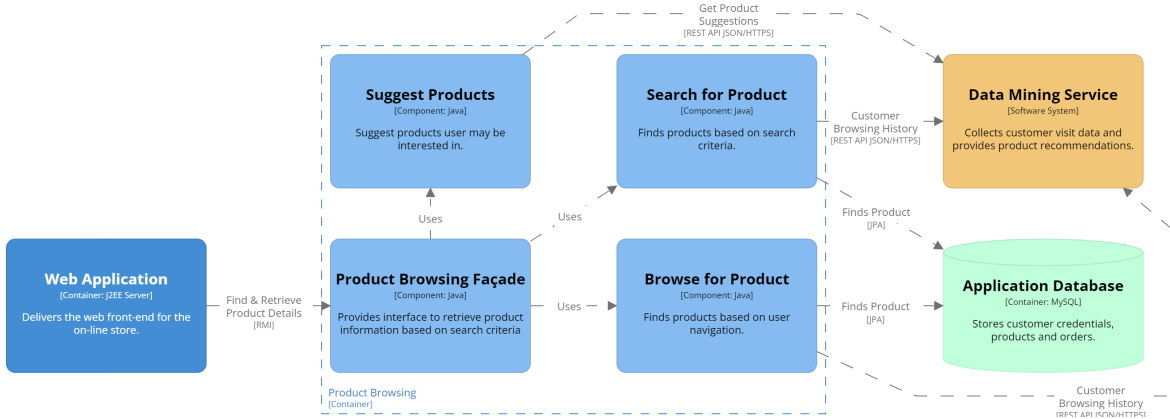 Get Product
Suggestions
[REST API JSON/HTTPS]
Suggest Products
[Component: Java]
Suggest products user may be
interested in.
Search for Product
[Component: Java]
Finds products based on search
criteria.
Customer
Browsing History
[REST API JSON/HTTPS]
Data Mining Service
[Software System]
Collects customer visit data and
provides product recommendations.
Uses
Uses
Finds Product
[JPA]
Web Application
[Container: J2EE Server]
Delivers the web front-end for the
on-line store.
Find & Retrieve
Product Details
[RMI]
Product Browsing Façade
[Component: Java]
Provides interface to retrieve product
information based on search criteria
Uses
Browse for Product
[Component: Java]
Finds products based on user
navigation.
Finds Product
[JPA]
Application Database
[Container: MySQL]
Stores customer credentials,
products and orders.
Product Browsing
[Container]
Customer
Browsing History
[REST API JSON/HTTPS]